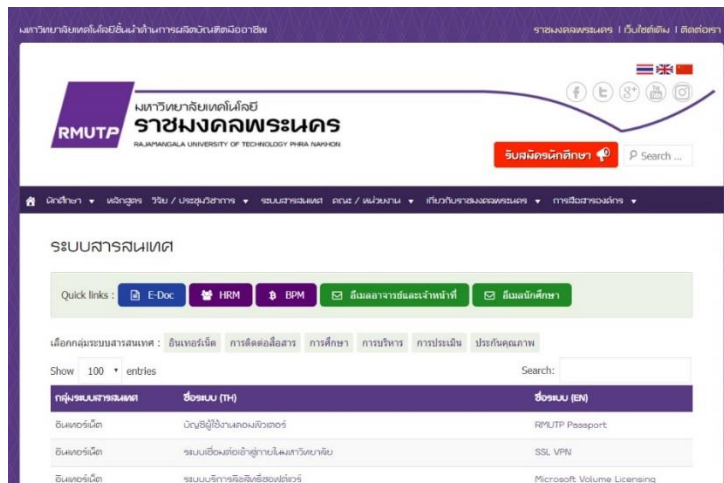 มหาวิทยาลัยเทคโนโลยีชั้นนำด้านการผลิตบัณฑิตมืออาชีพ
ราชมงคลพระนคร | เว็บไซต์เดิม | ติดต่อเรา
RMUTP
มหาวิทยาลัยเทคโนโลยี
ราชมงคลพระนคร
RAJAMANGALA UNIVERSITY OF TECHNOLOGY PHRA NAKHON
รับสมัครนักศึกษา
Search ...
นักศึกษา หลักสูตร วิจัย / ประชุมวิชาการ ระบบสารสนเทศ คณะ / หน่วยงาน เกี่ยวกับราชมงคลพระนคร การสื่อสารองค์กร
ระบบสารสนเทศ
Quick links : E-Doc HRM BPM อีเมลอาจารย์และเจ้าหน้าที่ อีเมลนักศึกษา
เลือกกลุ่มระบบสารสนเทศ : อินเทอร์เน็ต การติดต่อสื่อสาร การศึกษา การบริหาร การประเมิน ประกันคุณภาพ
Show 100 entries
Search:
กลุ่มระบบสารสนเทศ ชื่อระบบ (TH) ชื่อระบบ (EN)
อินเทอร์เน็ต บัญชีผู้ใช้งานคอมพิวเตอร์ RMUTP Passport
อินเทอร์เน็ต ระบบเชื่อมต่อเข้าสู่ภายในมหาวิทยาลัย SSL VPN
อินเทอร์เน็ต ระบบบริการลิขสิทธิ์ซอฟต์แวร์ Microsoft Volume Licensing